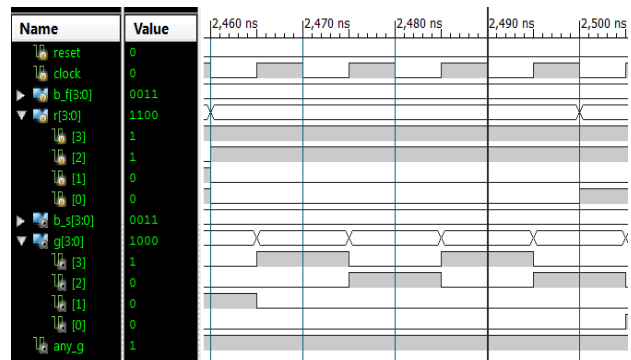 Name Value 2,460 ns 2,470 ns 2,480 ns 2,490 ns 2,500 ns
reset 0
clock 0
b_f[3:0] 0011
r[3:0] 1100
[3] 1
[2] 1
[1] 0
[0] 0
b_s[3:0] 0011
g[3:0] 1000
[3] 1
[2] 0
[1] 0
[0] 0
any_g 1